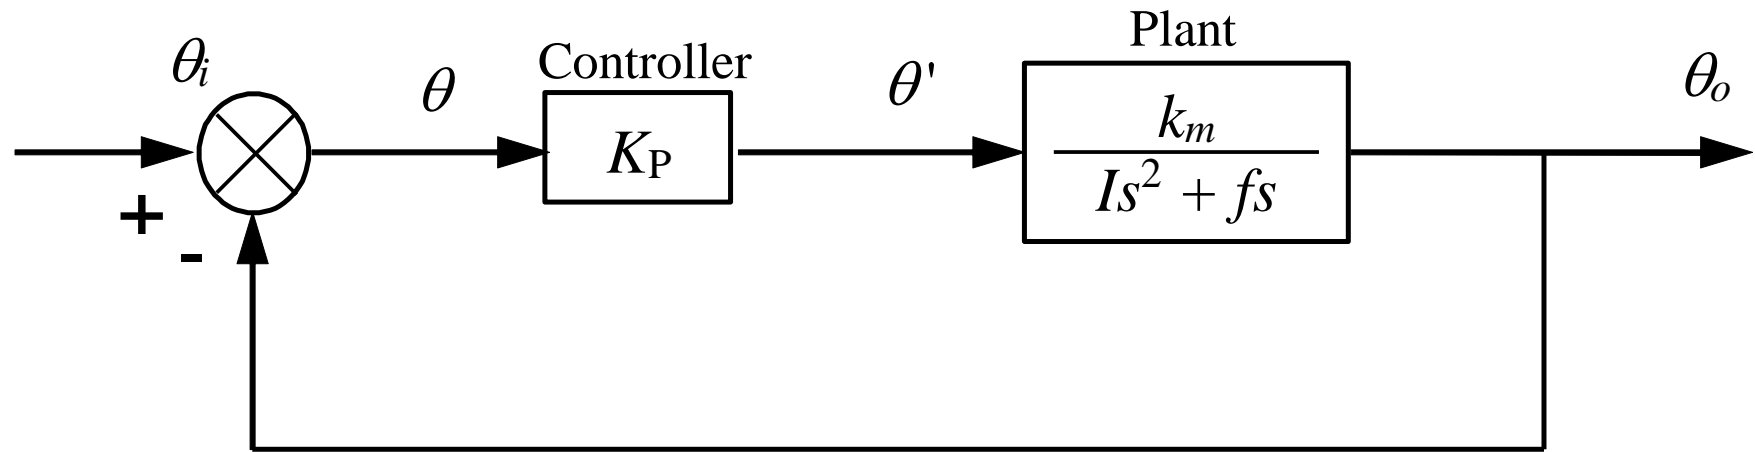 Plant
Controller
θi
θ
θ'
θo
KP
km
Is² + fs
+
-